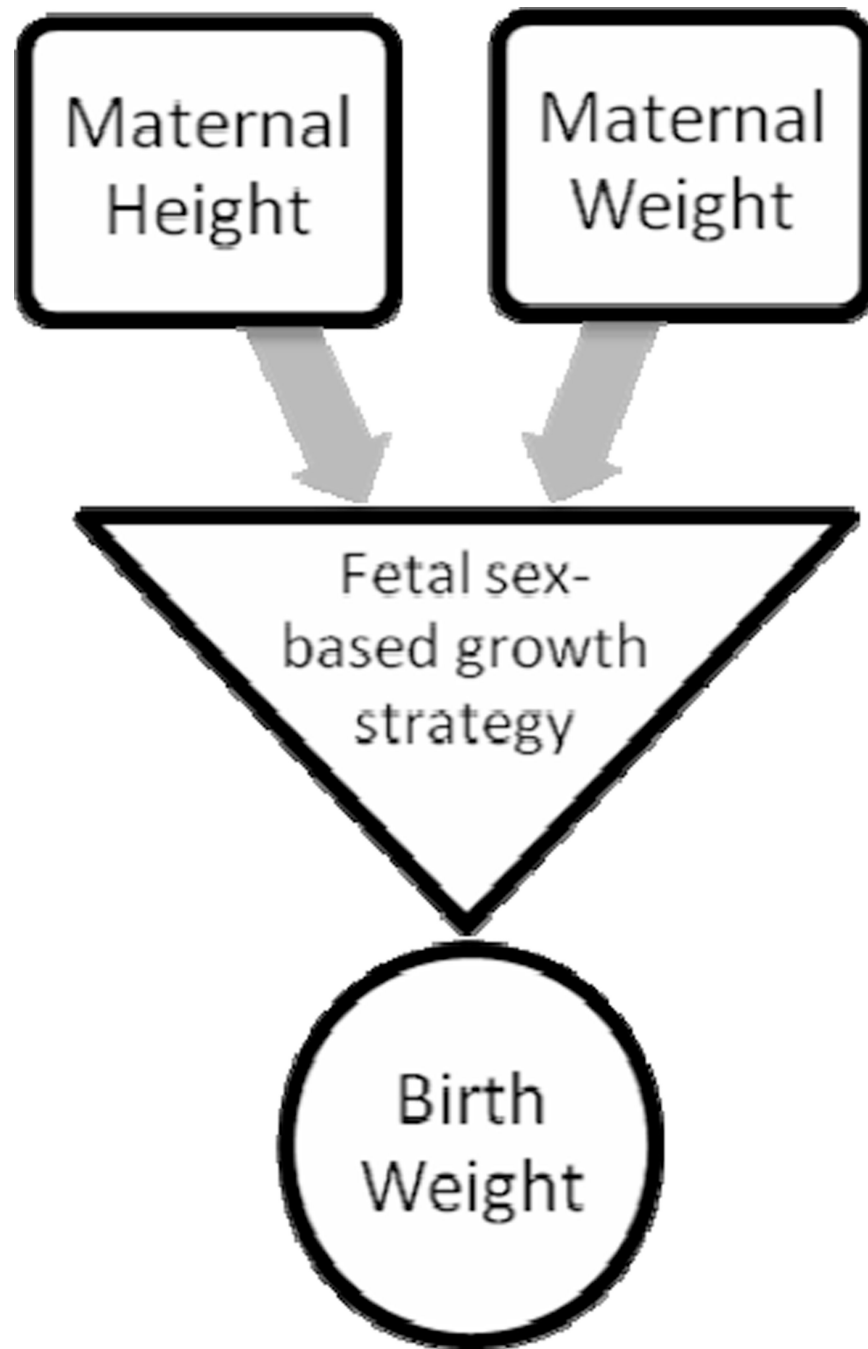 Maternal
Height
Maternal
Weight
Fetal sex-
based growth
strategy
Birth
Weight